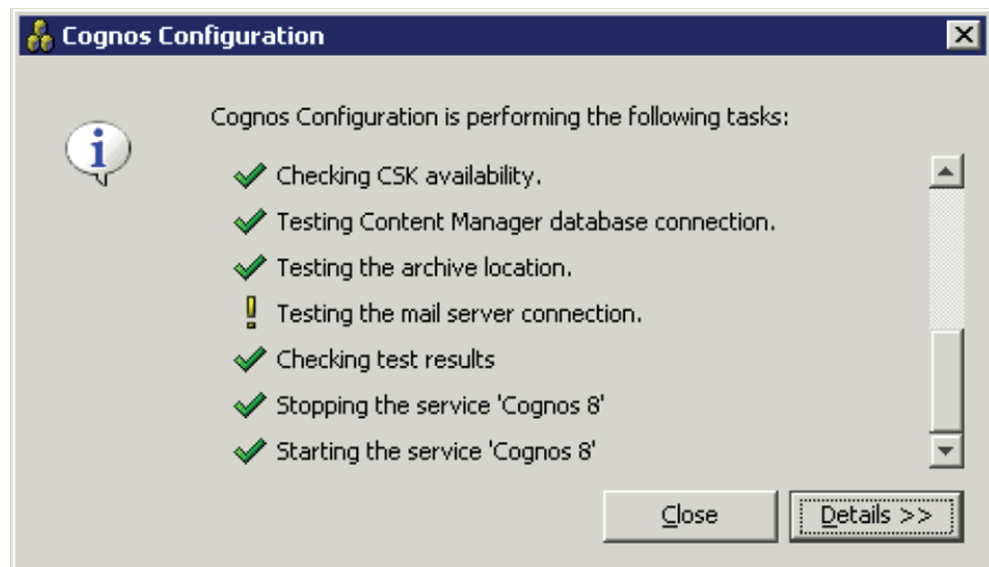 Cognos Configuration
Cognos Configuration is performing the following tasks:
Checking CSK availability.
Testing Content Manager database connection.
Testing the archive location.
Testing the mail server connection.
Checking test results
Stopping the service 'Cognos 8'
Starting the service 'Cognos 8'
Close
Details >>